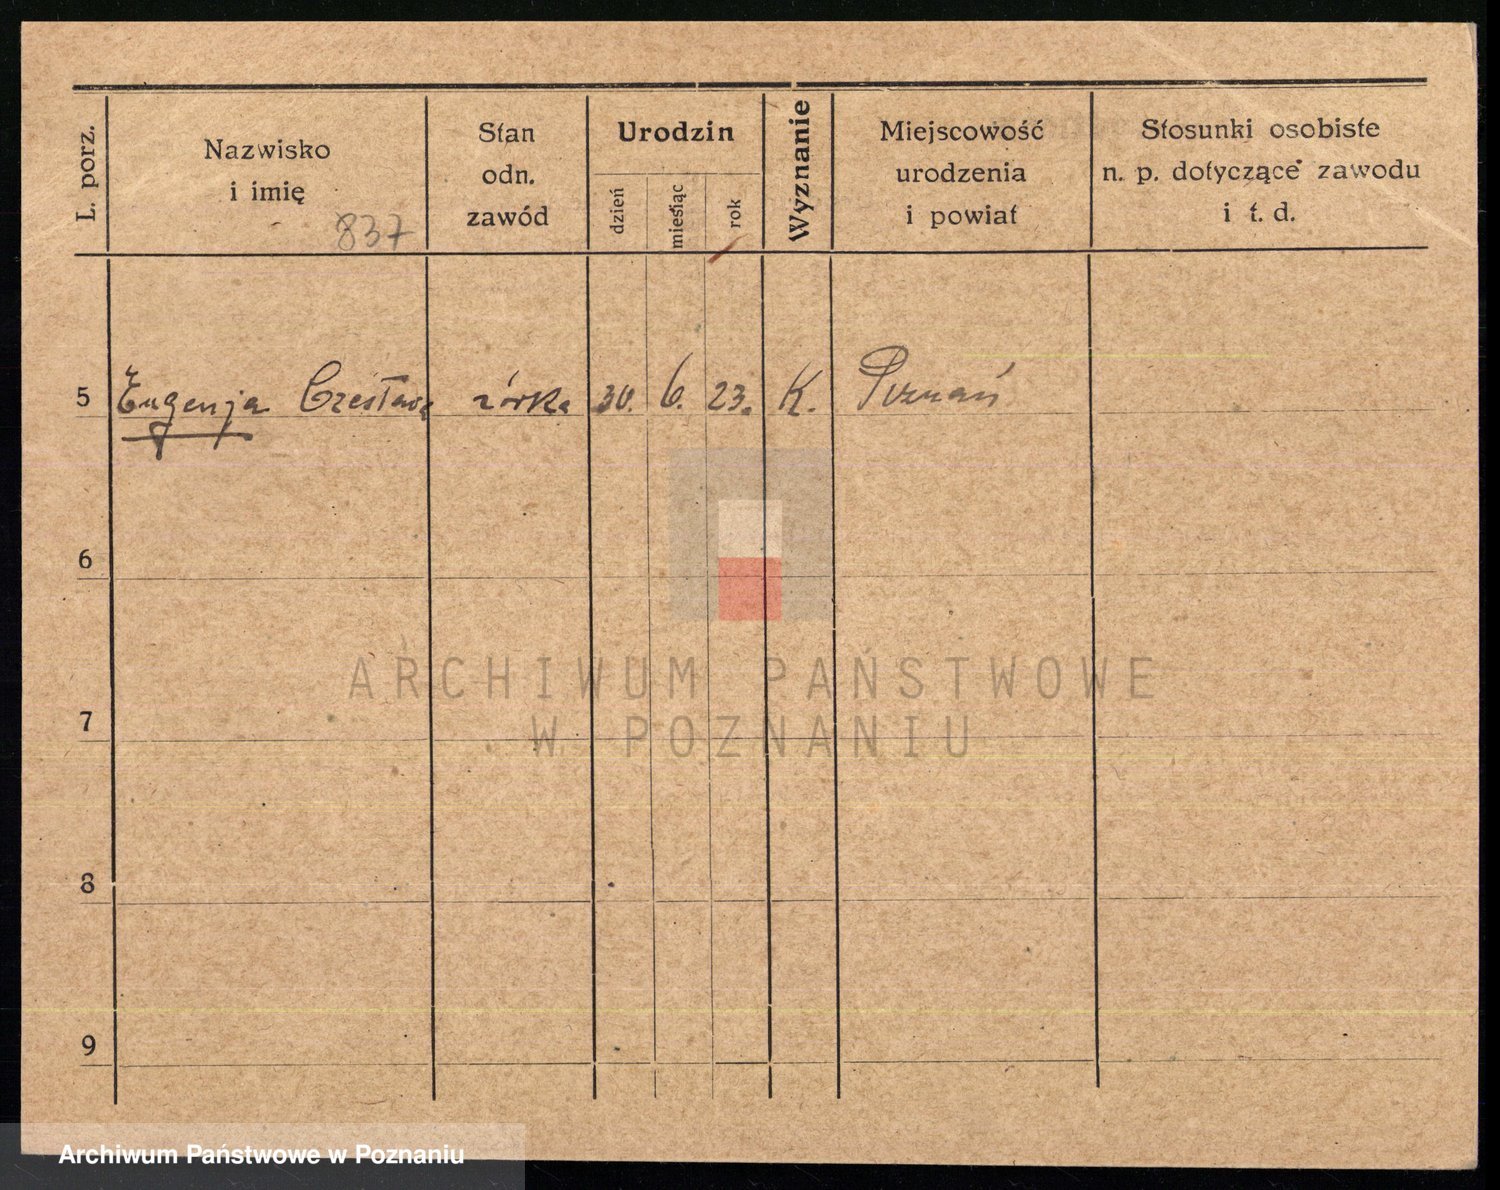 L. porz.
Nazwisko
i imię
837
Stan
odn.
zawód
Urodzin
dzień
miesiąc
rok
Wyznanie
Miejscowość
urodzenia
i powiat
Stosunki osobiste
n. p. dotyczące zawodu
i t. d.
5 Eugenja Czesława córka 30. 6. 23. K. Poznań
6
ARCHIWUM PAŃSTWOWE
7
W POZNANIU
8
9
Archiwum Państwowe w Poznaniu